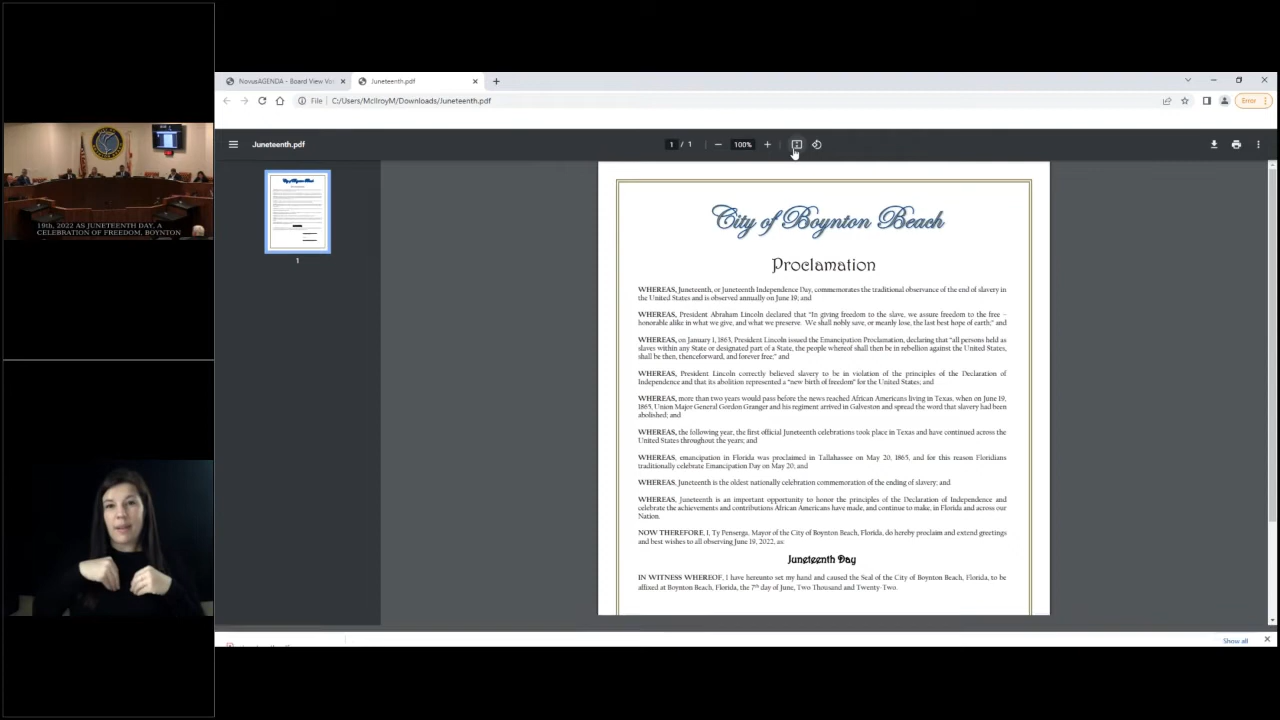 NovusAGENDA - Board View Vo
Juneteenth.pdf
File
C:/Users/McIlroyM/Downloads/Juneteenth.pdf
Error
Juneteenth.pdf
1 / 1
100%
1
19th, 2022 AS JUNETEENTH DAY, A
CELEBRATION OF FREEDOM, BOYNTON
City of Boynton Beach
Proclamation
WHEREAS, Juneteenth, or Juneteenth Independence Day, commemorates the traditional observance of the end of slavery in
the United States and is observed annually on June 19; and
WHEREAS, President Abraham Lincoln declared that “In giving freedom to the slave, we assure freedom to the free –
honorable alike in what we give, and what we preserve. We shall nobly save, or meanly lose, the last best hope of earth;” and
WHEREAS, on January 1, 1863, President Lincoln issued the Emancipation Proclamation, declaring that “all persons held as
slaves within any State or designated part of a State, the people whereof shall then be in rebellion against the United States,
shall be then, thenceforward, and forever free;” and
WHEREAS, President Lincoln correctly believed slavery to be in violation of the principles of the Declaration of
Independence and that its abolition represented a “new birth of freedom” for the United States; and
WHEREAS, more than two years would pass before the news reached African Americans living in Texas, when on June 19,
1865, Union Major General Gordon Granger and his regiment arrived in Galveston and spread the word that slavery had been
abolished; and
WHEREAS, the following year, the first official Juneteenth celebrations took place in Texas and have continued across the
United States throughout the years; and
WHEREAS, emancipation in Florida was proclaimed in Tallahassee on May 20, 1865, and for this reason Floridians
traditionally celebrate Emancipation Day on May 20; and
WHEREAS, Juneteenth is the oldest nationally celebration commemoration of the ending of slavery; and
WHEREAS, Juneteenth is an important opportunity to honor the principles of the Declaration of Independence and
celebrate the achievements and contributions African Americans have made, and continue to make, in Florida and across our
Nation.
NOW THEREFORE, I, Ty Penserga, Mayor of the City of Boynton Beach, Florida, do hereby proclaim and extend greetings
and best wishes to all observing June 19, 2022, as:
Juneteenth Day
IN WITNESS WHEREOF, I have hereunto set my hand and caused the Seal of the City of Boynton Beach, Florida, to be
affixed at Boynton Beach, Florida, the 7th day of June, Two Thousand and Twenty-Two.
Show all